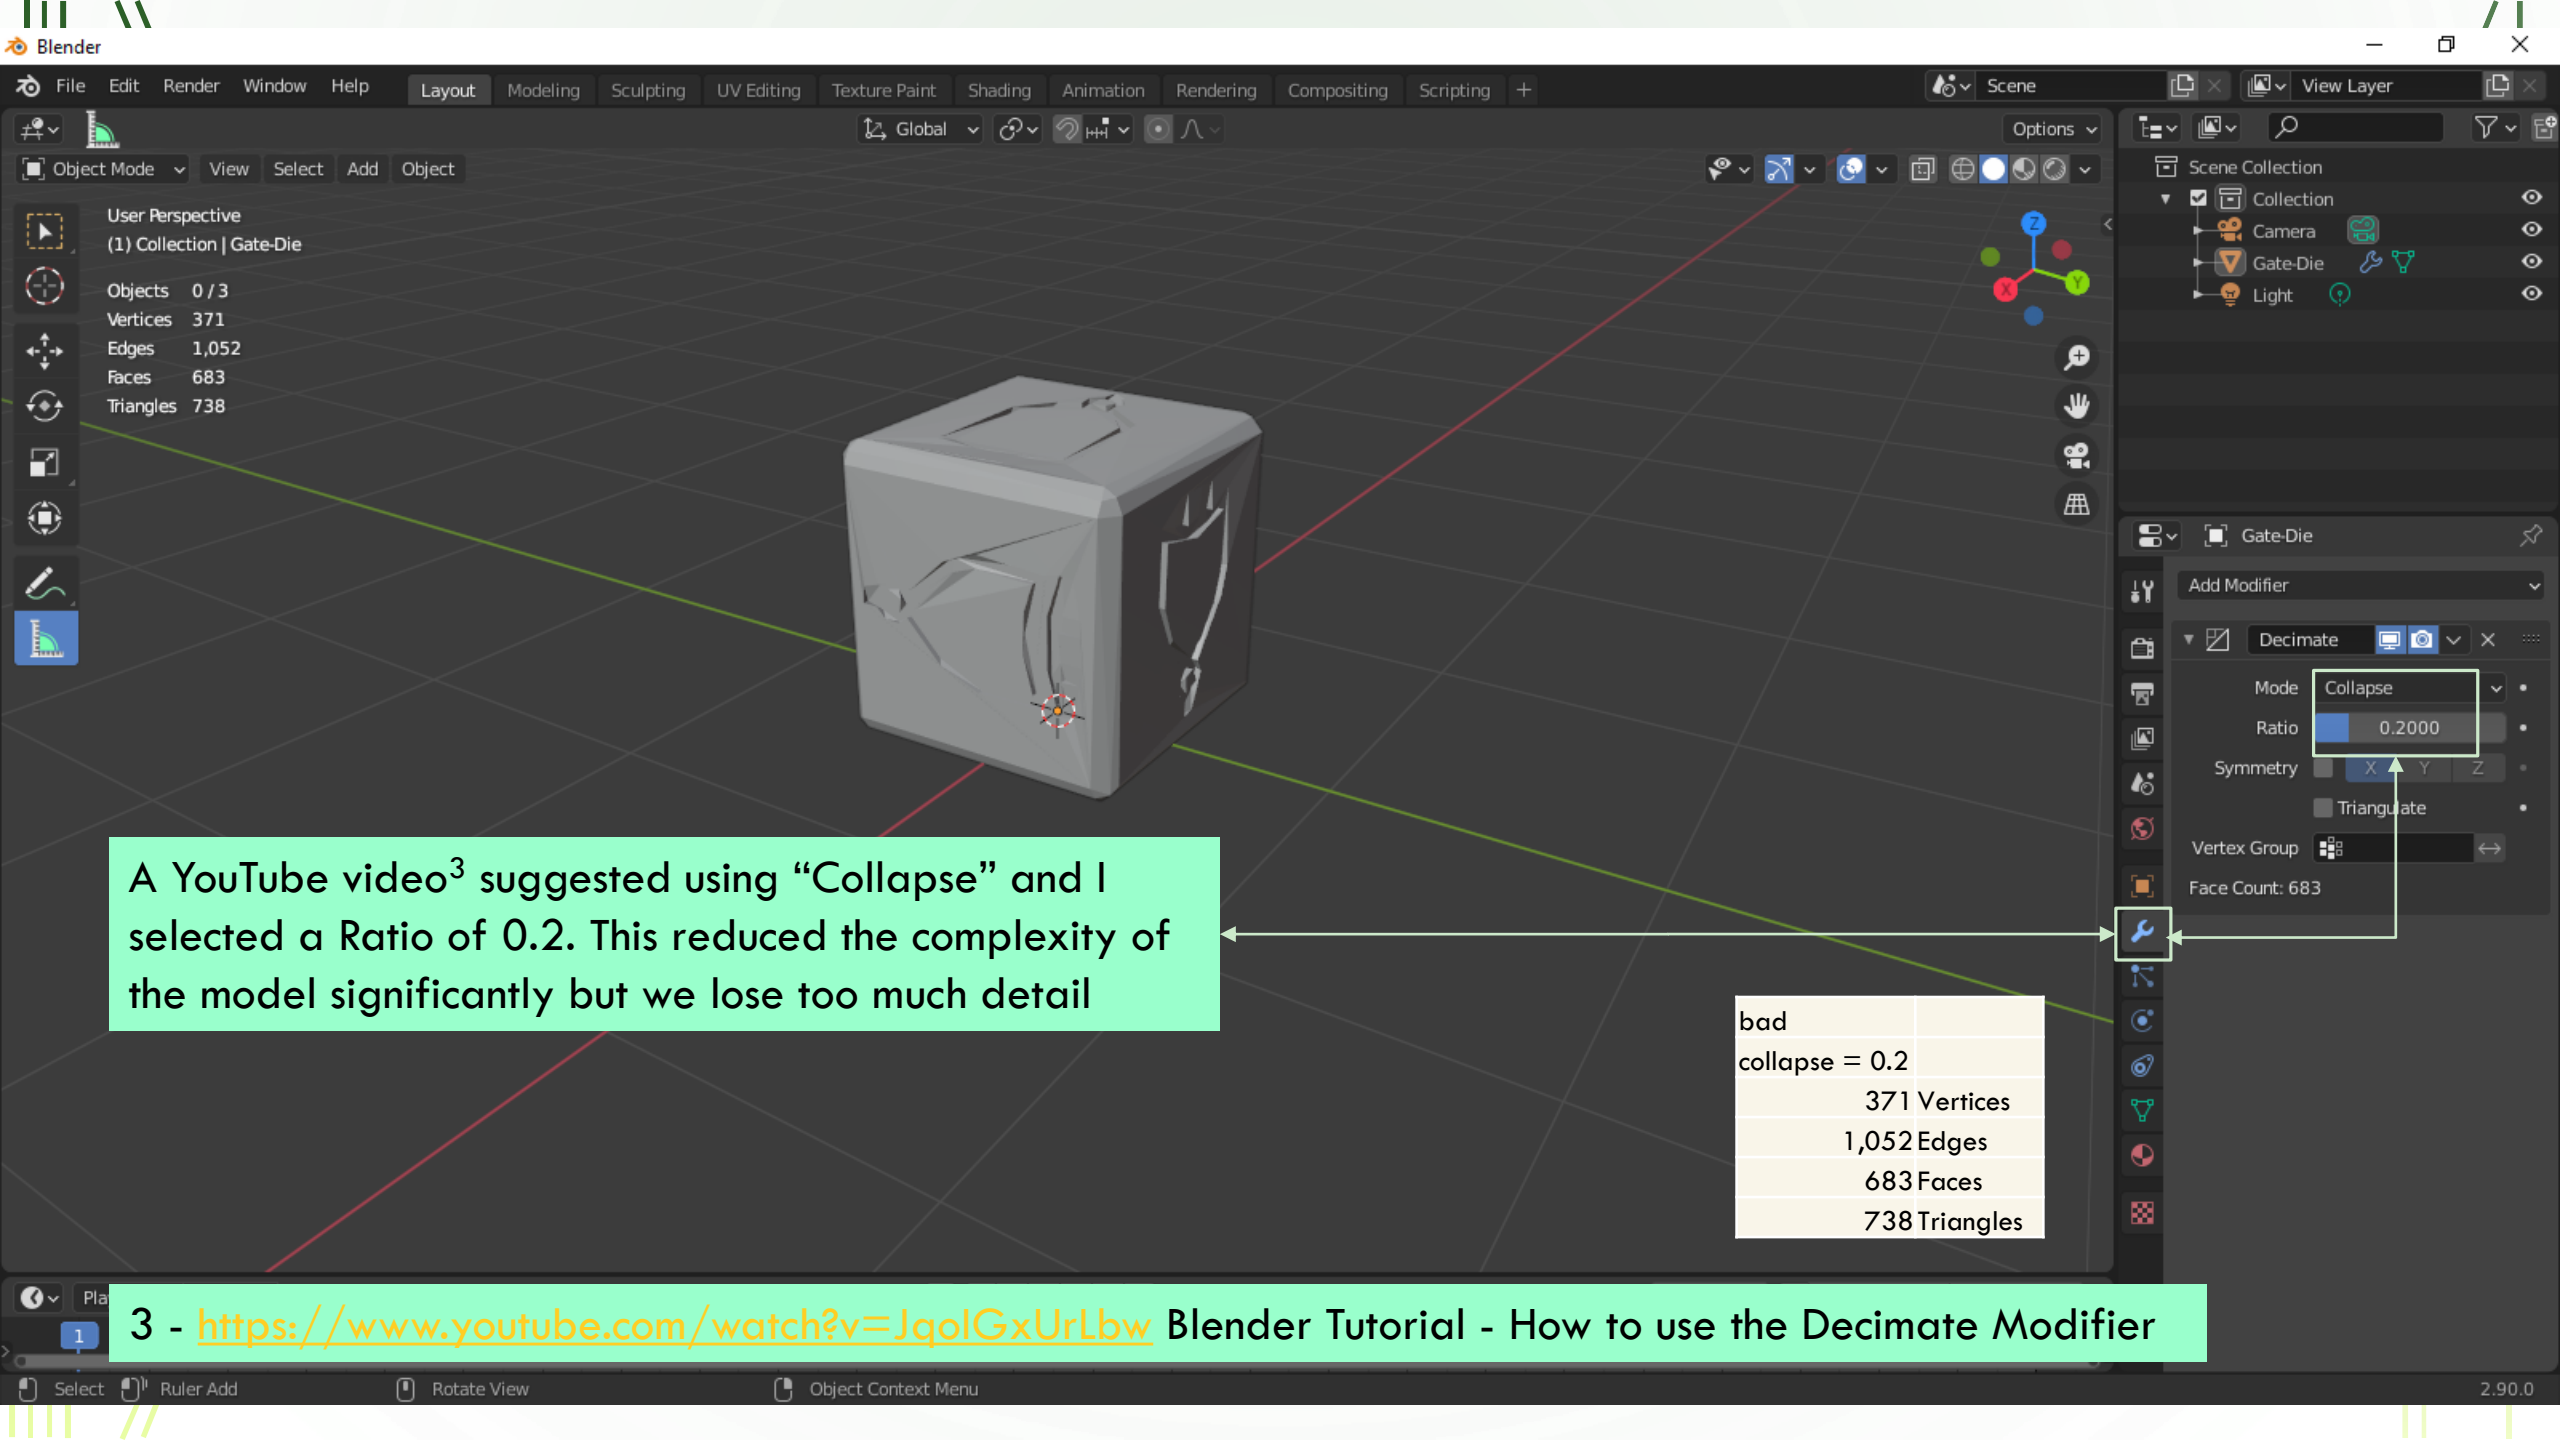 Blender
File Edit Render Window Help Layout Modeling Sculpting UV Editing Texture Paint Shading Animation Rendering Compositing Scripting + Scene View Layer
Global Options
Object Mode View Select Add Object
User Perspective
(1) Collection | Gate-Die
Objects 0 / 3
Vertices 371
Edges 1,052
Faces 683
Triangles 738
Z
Y
X
Scene Collection
Collection
Camera
Gate-Die
Light
Gate-Die
Add Modifier
Decimate
Mode Collapse
Ratio 0.2000
Symmetry X Y Z
Triangulate
Vertex Group
Face Count: 683
A YouTube video3 suggested using “Collapse” and I
selected a Ratio of 0.2. This reduced the complexity of
the model significantly but we lose too much detail
bad
collapse = 0.2
371 Vertices
1,052 Edges
683 Faces
738 Triangles
Pla
3 - https://www.youtube.com/watch?v=JqoIGxUrLbw Blender Tutorial - How to use the Decimate Modifier
1
Select Ruler Add Rotate View Object Context Menu 2.90.0